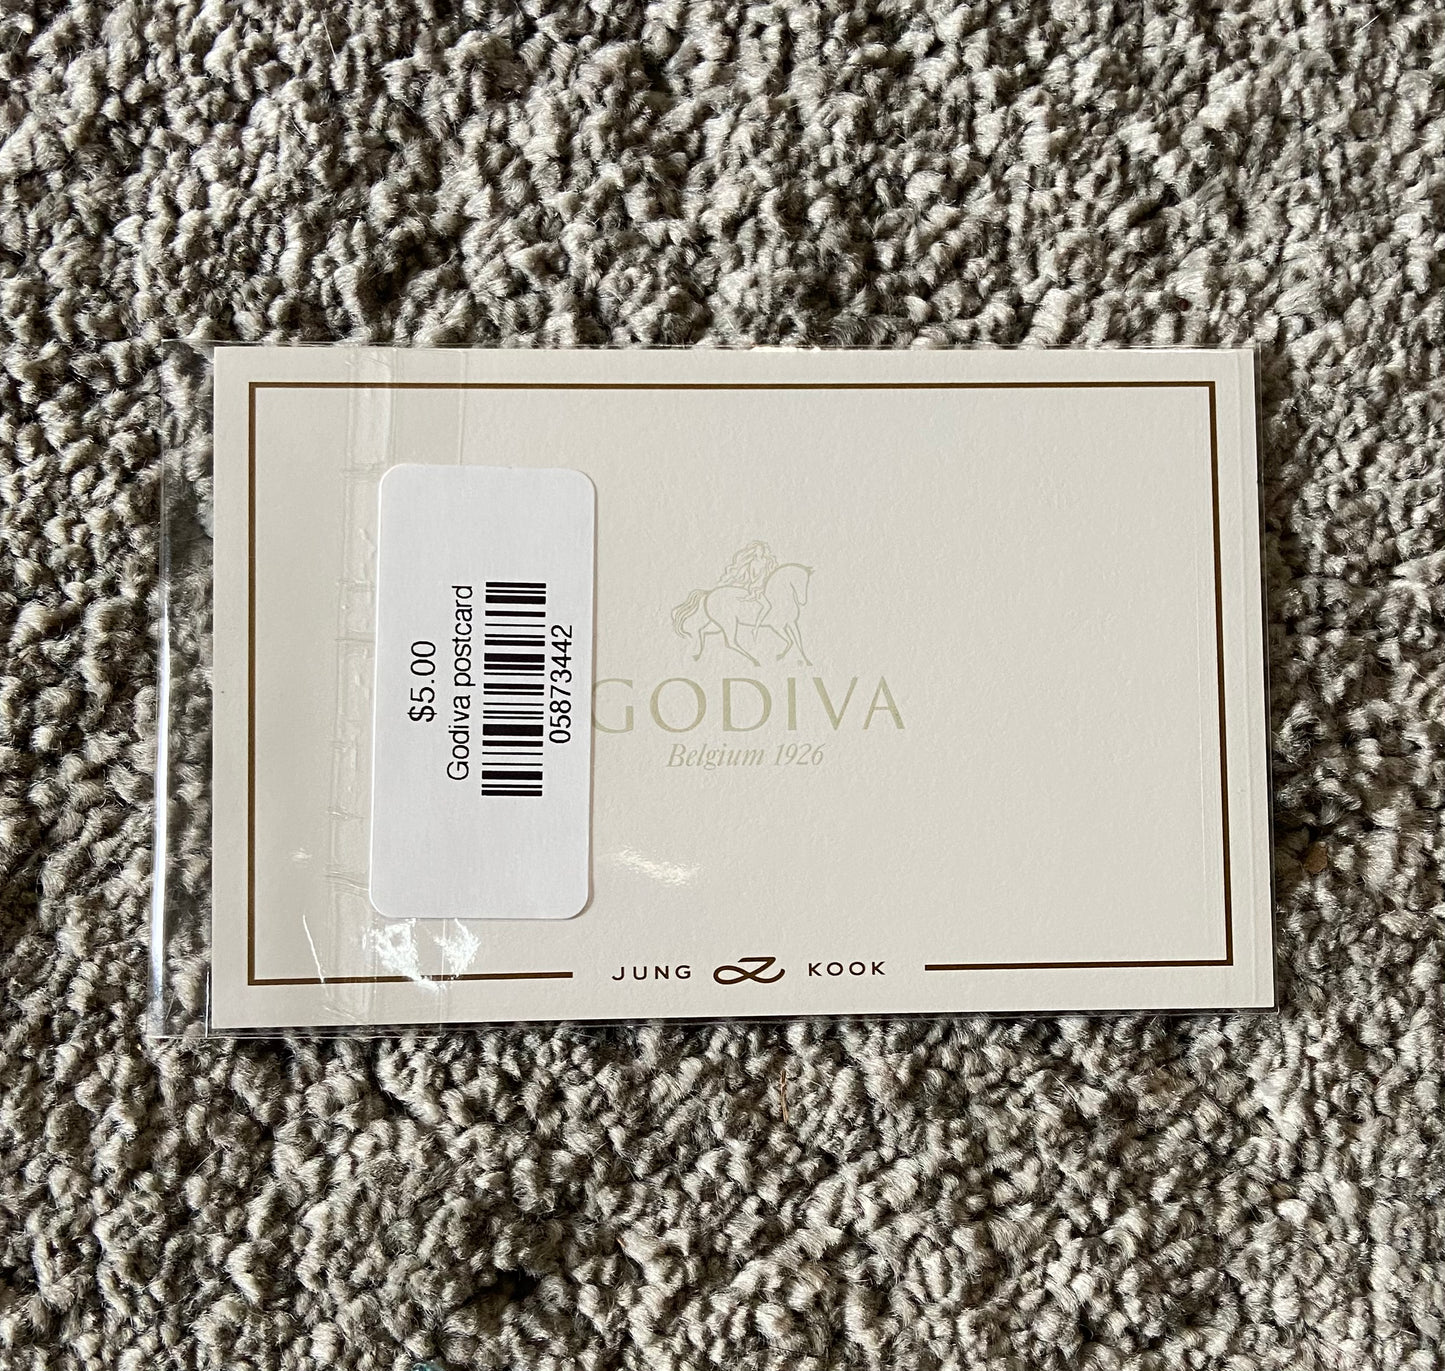 $5.00
Godiva postcard
05873442
GODIVA
Belgium 1926
JUNG KOOK